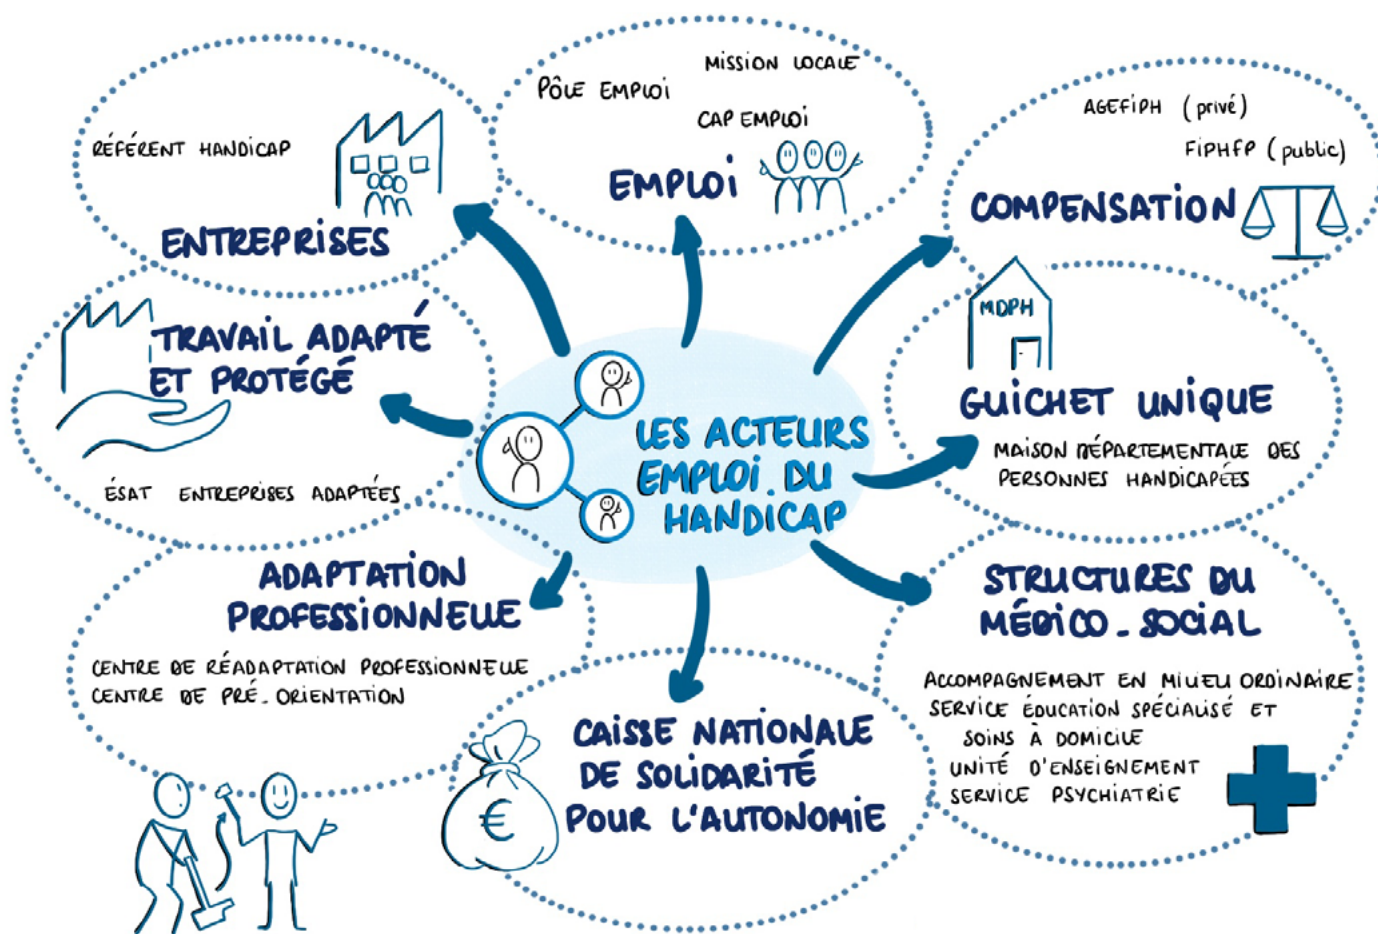 MISSION LOCALE
PÔLE EMPLOI
CAP EMPLOI
EMPLOI
RÉFÉRENT HANDICAP
ENTREPRISES
AGEFIPH (privé)
FIPHFP (public)
COMPENSATION
TRAVAIL ADAPTÉ
ET PROTÉGÉ
ÉSAT ENTREPRISES ADAPTÉES
MDPH
GUICHET UNIQUE
MAISON DÉPARTEMENTALE DES
PERSONNES HANDICAPÉES
LES ACTEURS
EMPLOI DU
HANDICAP
ADAPTATION
PROFESSIONNELLE
CENTRE DE RÉADAPTATION PROFESSIONNELLE
CENTRE DE PRÉ-ORIENTATION
STRUCTURES DU
MÉDICO-SOCIAL
ACCOMPAGNEMENT EN MILIEU ORDINAIRE
SERVICE ÉDUCATION SPÉCIALISÉ ET
SOINS À DOMICILE
UNITÉ D'ENSEIGNEMENT
SERVICE PSYCHIATRIE
CAISSE NATIONALE
DE SOLIDARITÉ
POUR L'AUTONOMIE
€